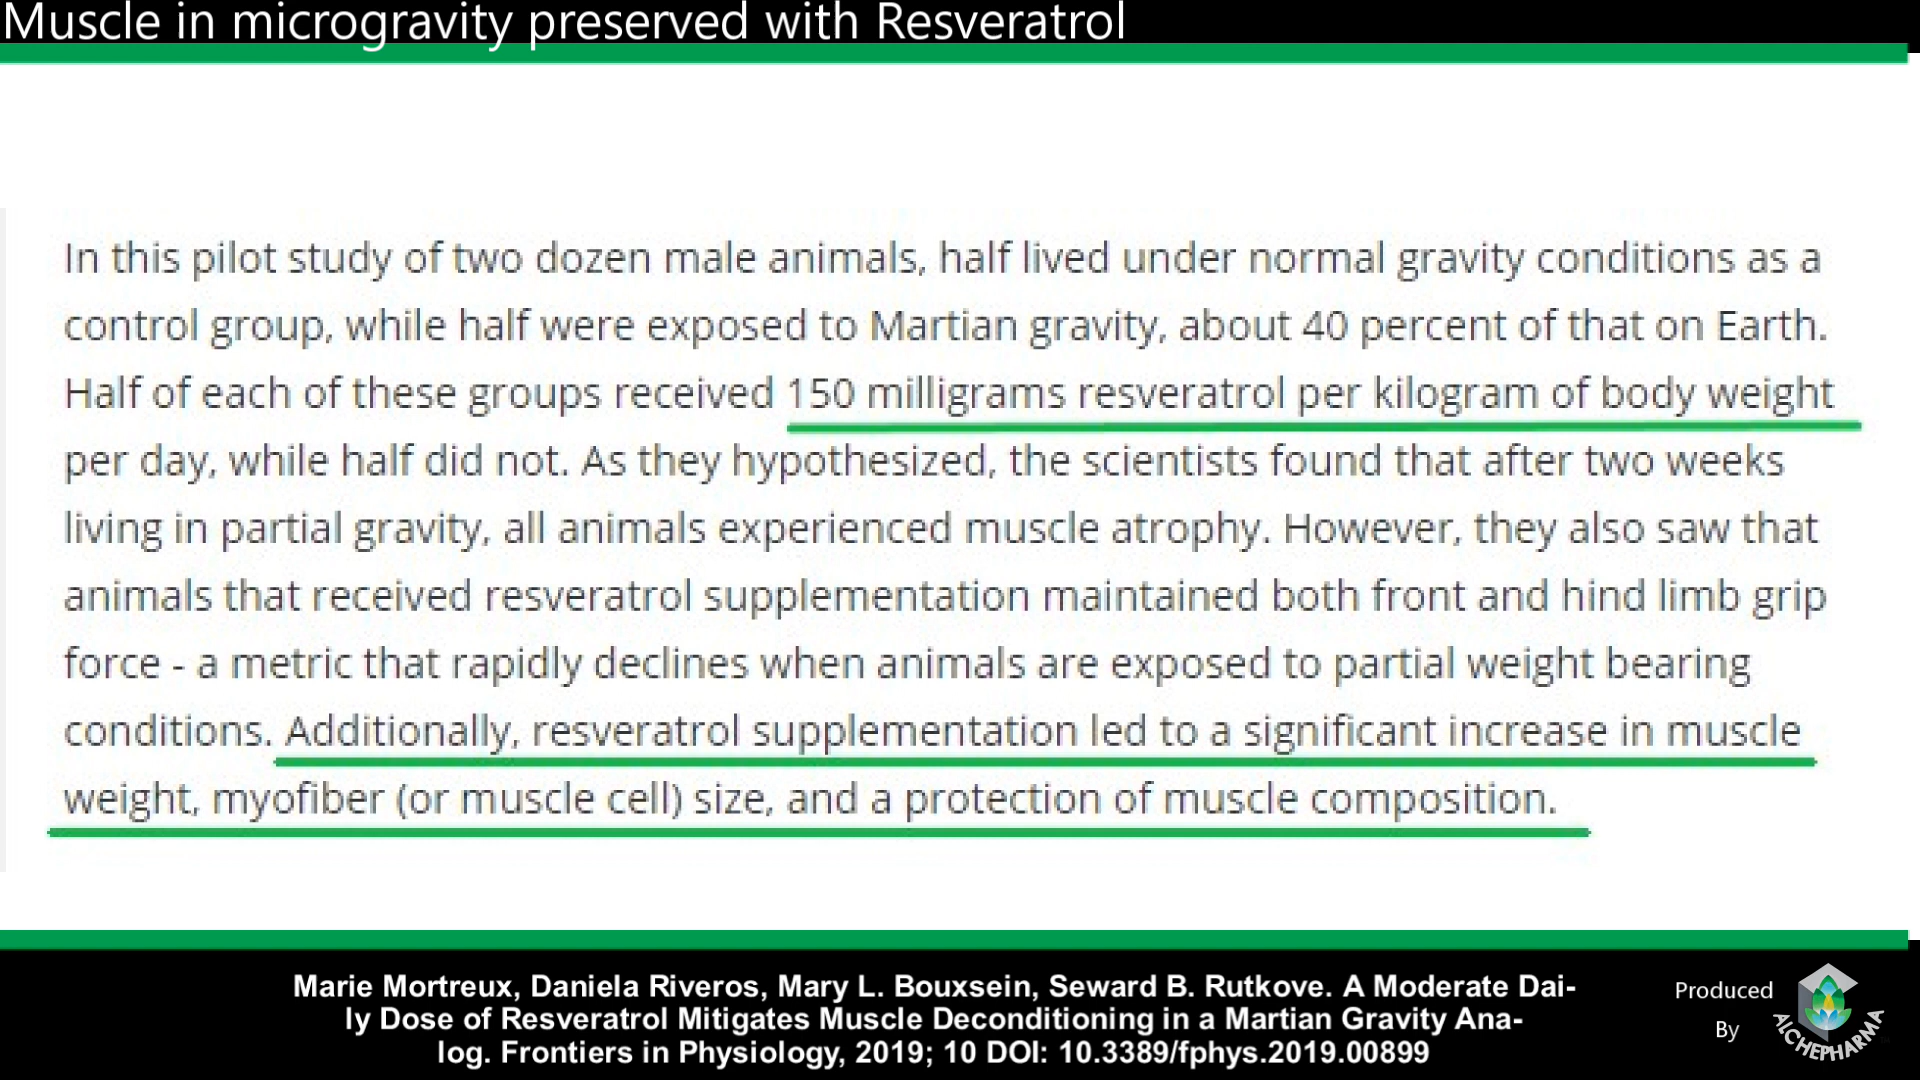 Muscle in microgravity preserved with Resveratrol
In this pilot study of two dozen male animals, half lived under normal gravity conditions as a
control group, while half were exposed to Martian gravity, about 40 percent of that on Earth.
Half of each of these groups received 150 milligrams resveratrol per kilogram of body weight
per day, while half did not. As they hypothesized, the scientists found that after two weeks
living in partial gravity, all animals experienced muscle atrophy. However, they also saw that
animals that received resveratrol supplementation maintained both front and hind limb grip
force - a metric that rapidly declines when animals are exposed to partial weight bearing
conditions. Additionally, resveratrol supplementation led to a significant increase in muscle
weight, myofiber (or muscle cell) size, and a protection of muscle composition.
Marie Mortreux, Daniela Riveros, Mary L. Bouxsein, Seward B. Rutkove. A Moderate Dai-
ly Dose of Resveratrol Mitigates Muscle Deconditioning in a Martian Gravity Ana-
log. Frontiers in Physiology, 2019; 10 DOI: 10.3389/fphys.2019.00899
Produced
By
ALCHEPHARMA